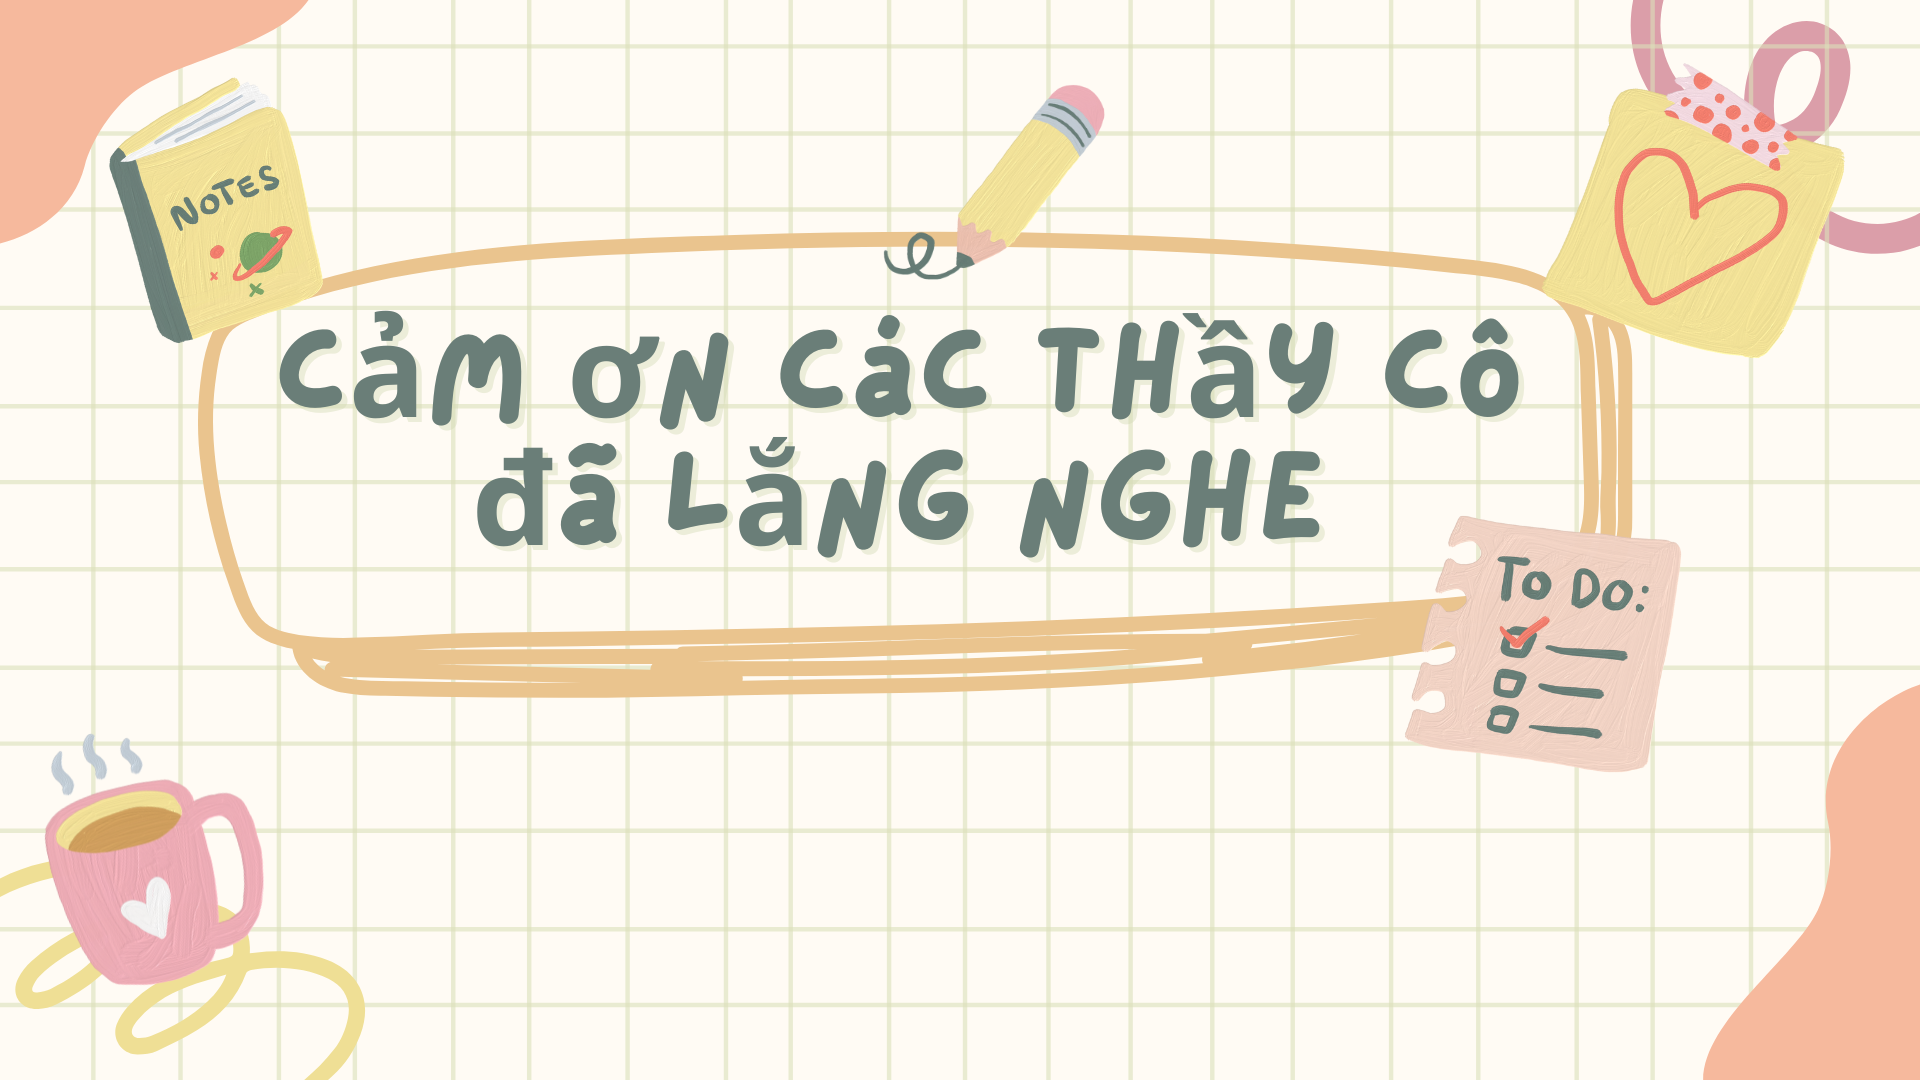 NOTES
CảM ƠN CáC THầY Cô
đã LắNG NGHE
To Do: